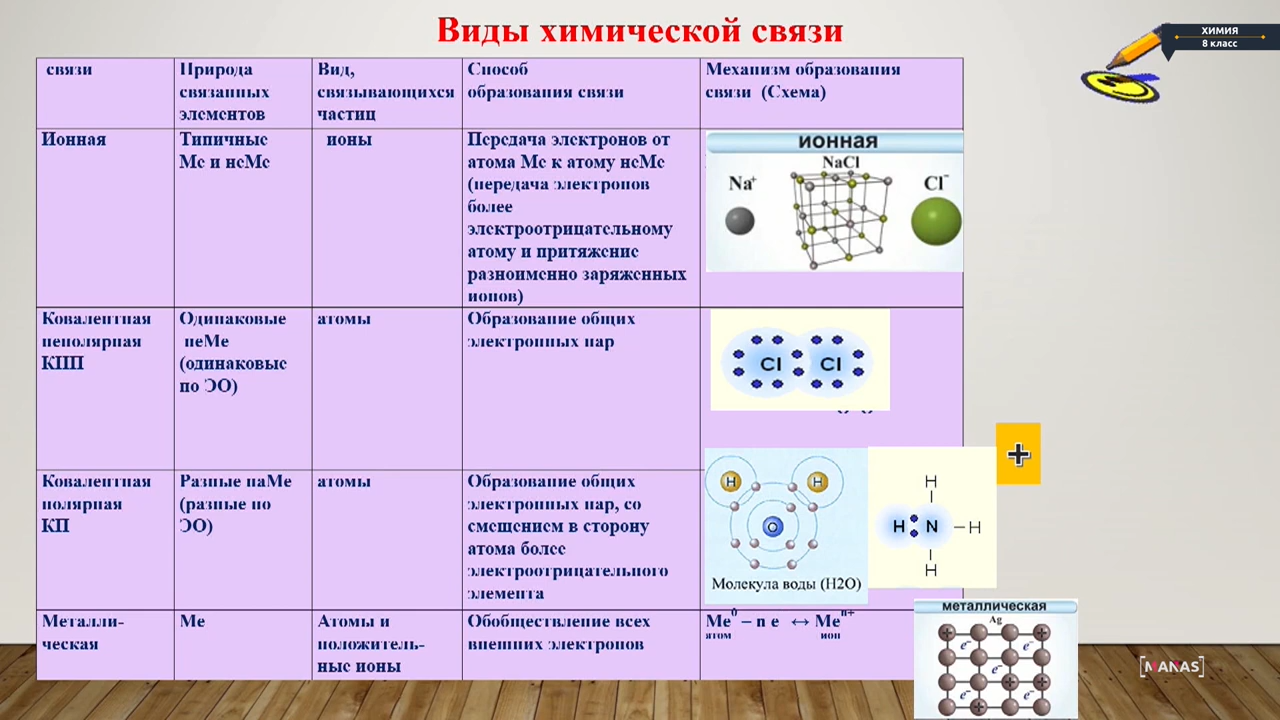 Виды химической связи
ХИМИЯ
8 класс
связи
Природа
связанных
элементов
Вид,
связывающихся
частиц
Способ
образования связи
Механизм образования
связи (Схема)
Ионная
Типичные
Ме и неМе
ионы
Передача электронов от
атома Ме к атому неМе
(передача электронов
более
электроотрицательному
атому и притяжение
разноименно заряженных
ионов)
ионная
NaCl
Na⁺
Cl⁻
Ковалентная
неполярная
КНП
Одинаковые
неМе
(одинаковые
по ЭО)
атомы
Образование общих
электронных пар
Cl Cl
Ковалентная
полярная
КП
Разные наМе
(разные по
ЭО)
атомы
Образование общих
электронных пар, со
смещением в сторону
атома более
электроотрицательного
элемента
H H
O
Молекула воды (H2O)
H
H : N – H
H
+
Металли-
ческая
Ме
Атомы и
положитель-
ные ионы
Обобществление всех
внешних электронов
Me⁰ – n e ↔ Meⁿ⁺
атом ион
металлическая
Ag
e⁻ e⁻
e⁻
e⁻ e⁻
[MANAS]